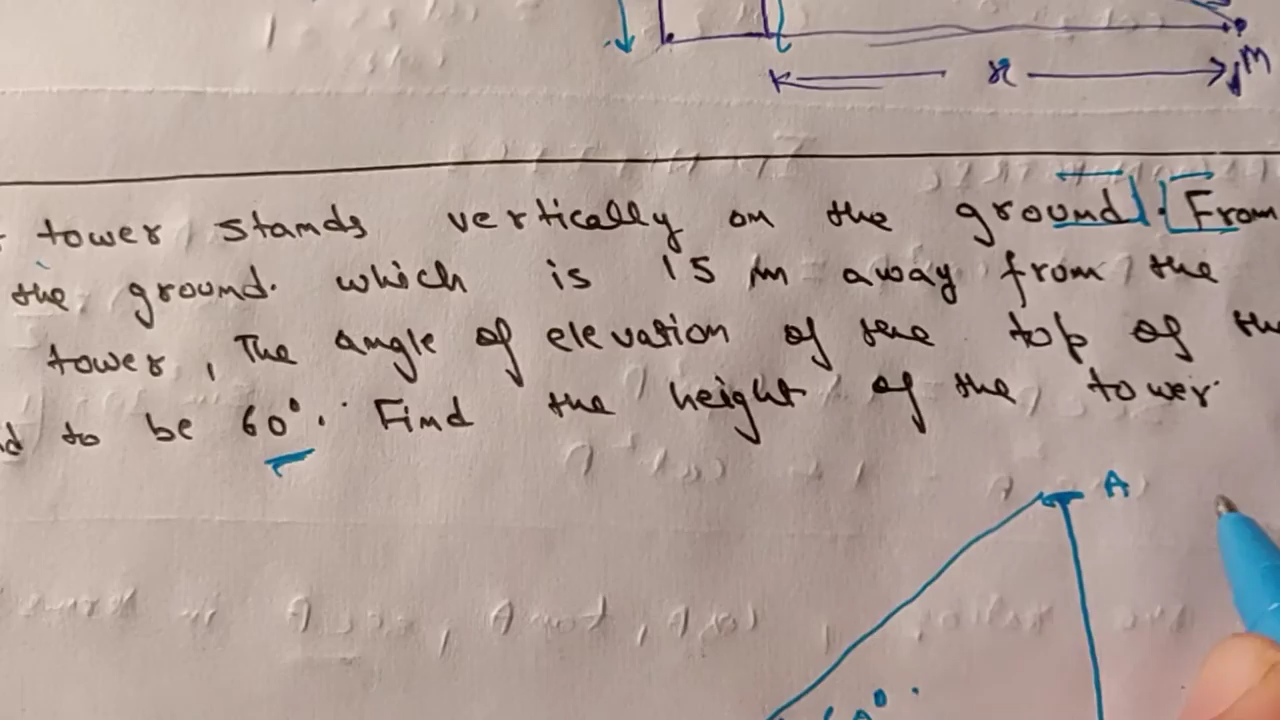 x
m
tower stands vertically on the ground. From
the ground. which is 15 m away from the
tower, The angle of elevation of the top of
to be 60°. Find the height of the tower
A